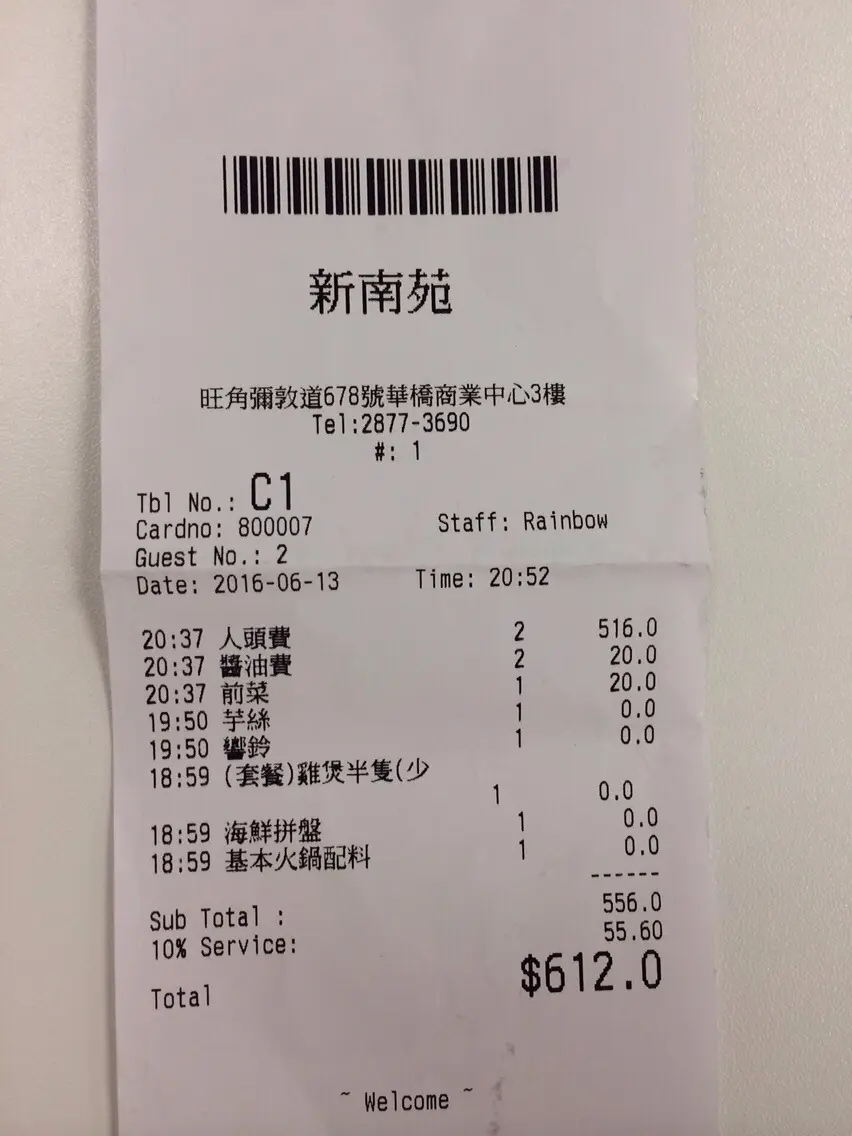 新南苑
旺角彌敦道678號華橋商業中心3樓
Tel:2877-3690
#: 1
Tbl No.: C1
Cardno: 800007 Staff: Rainbow
Guest No.: 2
Date: 2016-06-13 Time: 20:52
20:37 人頭費 2 516.0
20:37 醬油費 2 20.0
20:37 前菜 1 20.0
19:50 芋絲 1 0.0
19:50 響鈴 1 0.0
18:59 (套餐)雞煲半隻(少
1 0.0
18:59 海鮮拼盤 1 0.0
18:59 基本火鍋配料 1 0.0
------
Sub Total : 556.0
10% Service: 55.60
Total $612.0
~ Welcome ~